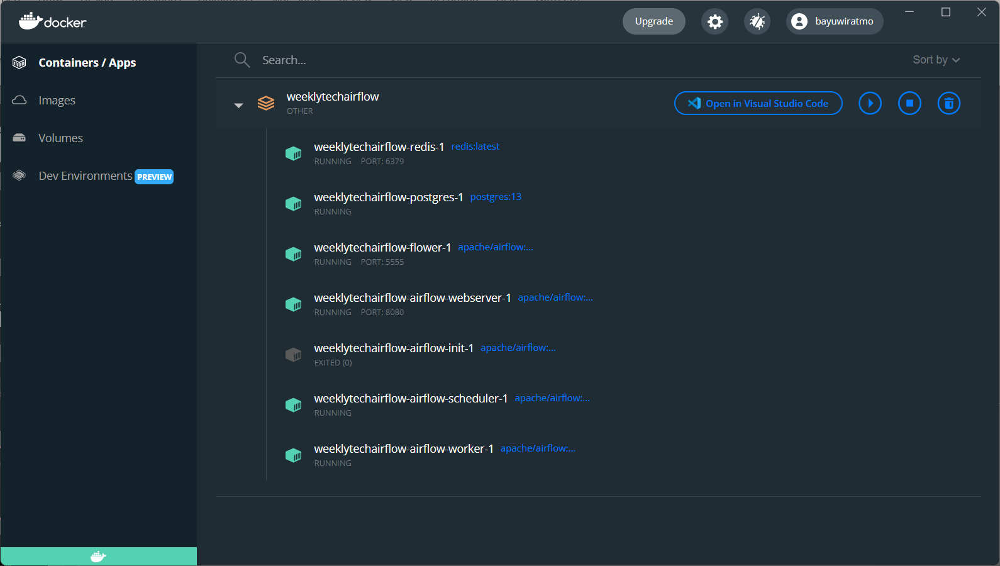 docker
Upgrade
bayuwiratmo
Containers / Apps
Images
Volumes
Dev Environments PREVIEW
Search...
Sort by
weeklytechairflow
OTHER
Open in Visual Studio Code
weeklytechairflow-redis-1 redis:latest
RUNNING PORT: 6379
weeklytechairflow-postgres-1 postgres:13
RUNNING
weeklytechairflow-flower-1 apache/airflow:...
RUNNING PORT: 5555
weeklytechairflow-airflow-webserver-1 apache/airflow:...
RUNNING PORT: 8080
weeklytechairflow-airflow-init-1 apache/airflow:...
EXITED (0)
weeklytechairflow-airflow-scheduler-1 apache/airflow:...
RUNNING
weeklytechairflow-airflow-worker-1 apache/airflow:...
RUNNING